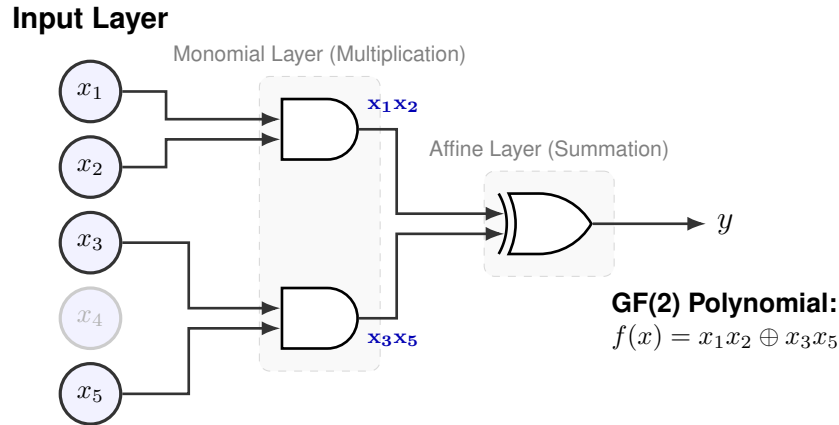 Input Layer
Monomial Layer (Multiplication)
x₁
x₁x₂
x₂
Affine Layer (Summation)
x₃
y
x₄
GF(2) Polynomial:
x₃x₅
f(x) = x₁x₂ ⊕ x₃x₅
x₅